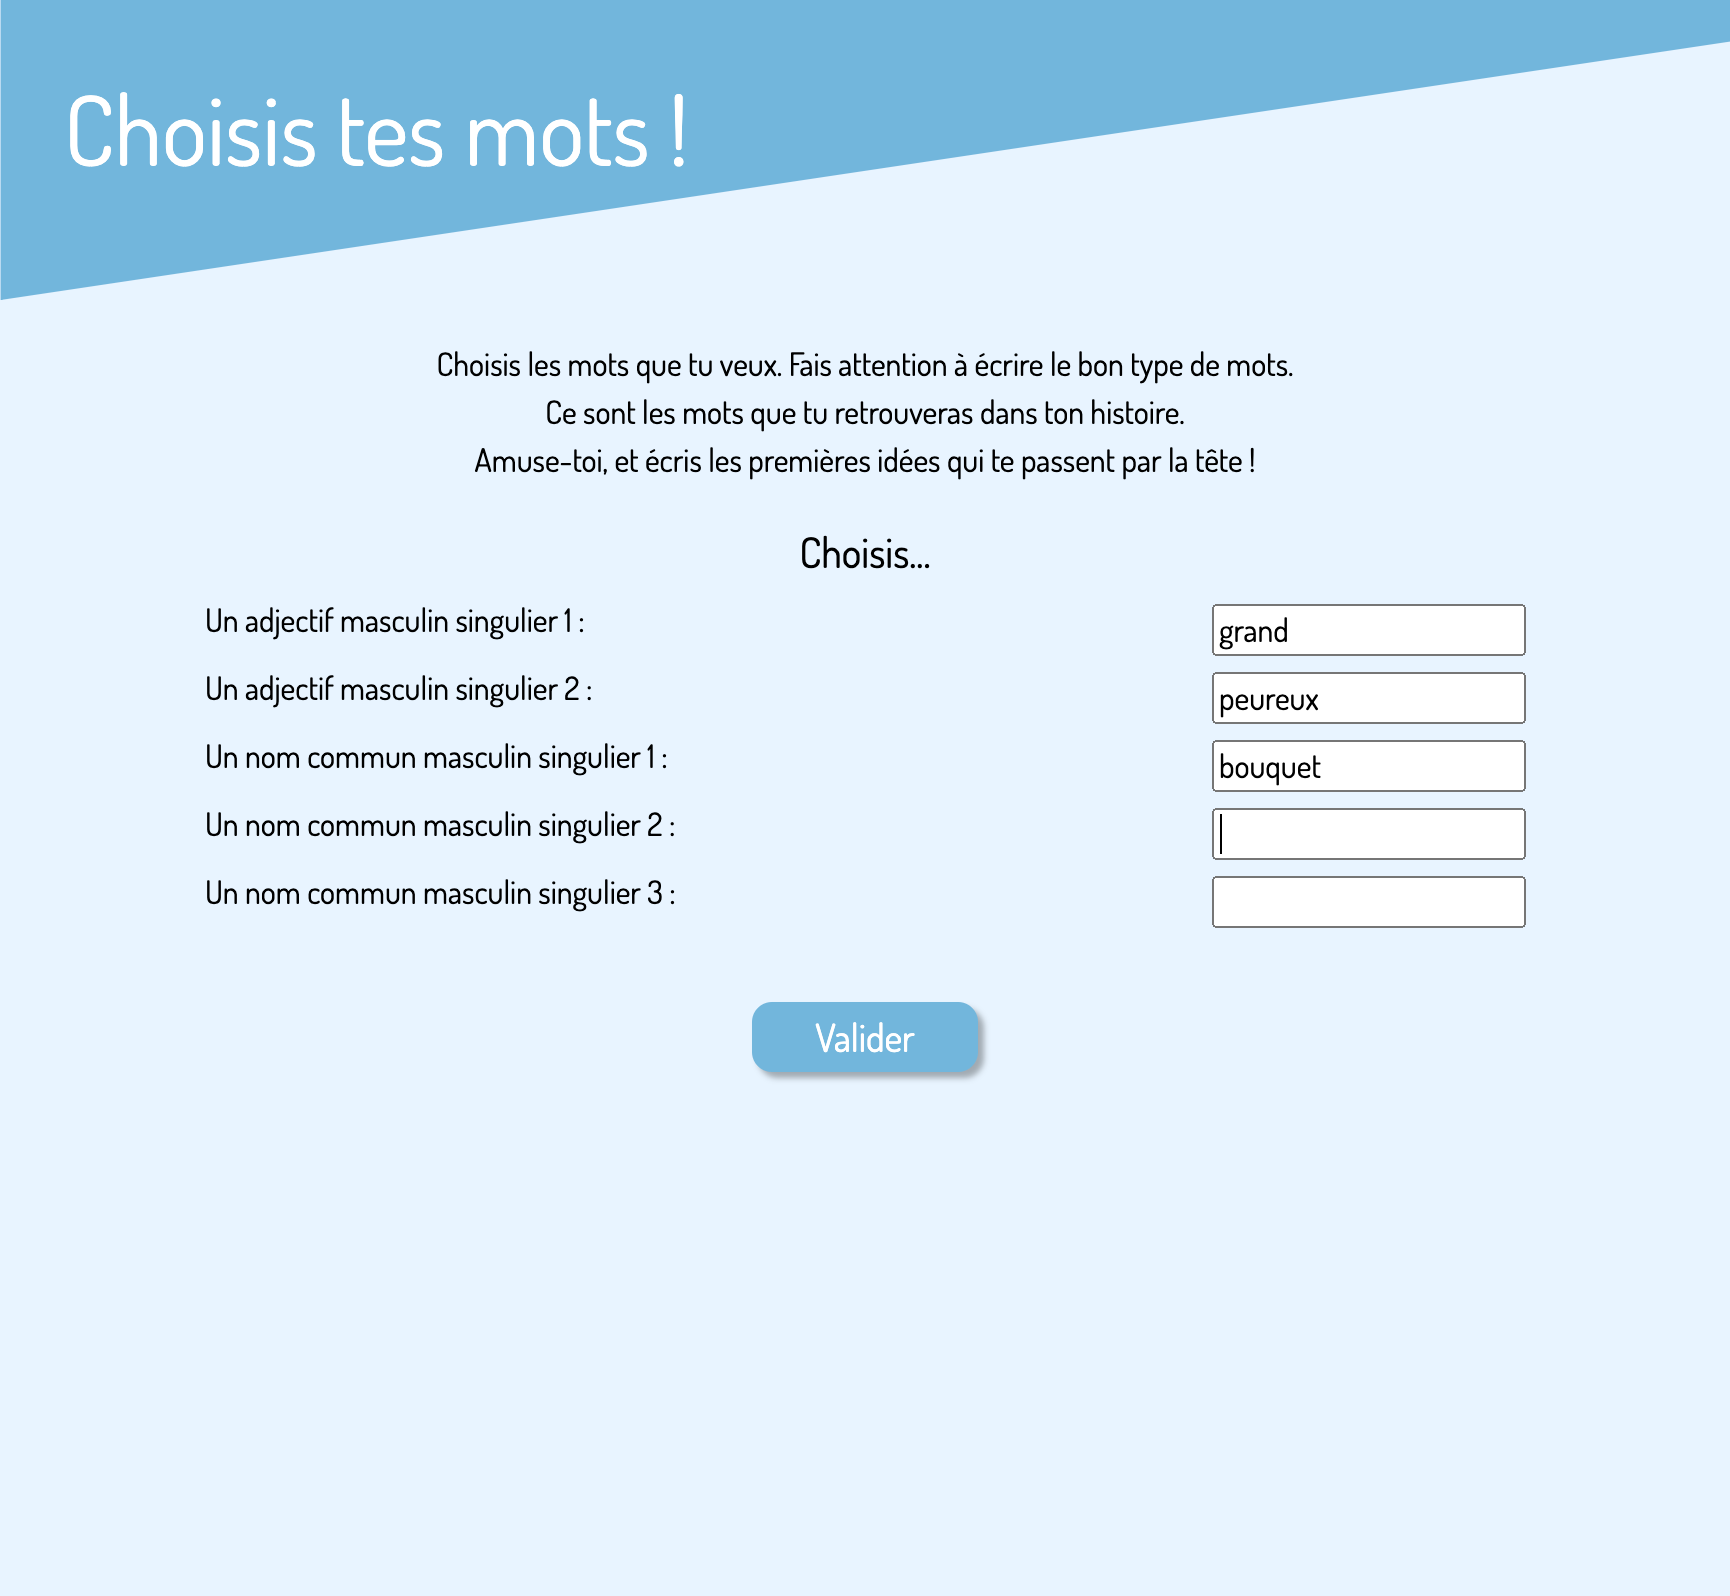 Choisis tes mots !
Choisis les mots que tu veux. Fais attention à écrire le bon type de mots.
Ce sont les mots que tu retrouveras dans ton histoire.
Amuse-toi, et écris les premières idées qui te passent par la tête !
Choisis...
Un adjectif masculin singulier 1 : grand
Un adjectif masculin singulier 2 : peureux
Un nom commun masculin singulier 1 : bouquet
Un nom commun masculin singulier 2 :
Un nom commun masculin singulier 3 :
Valider